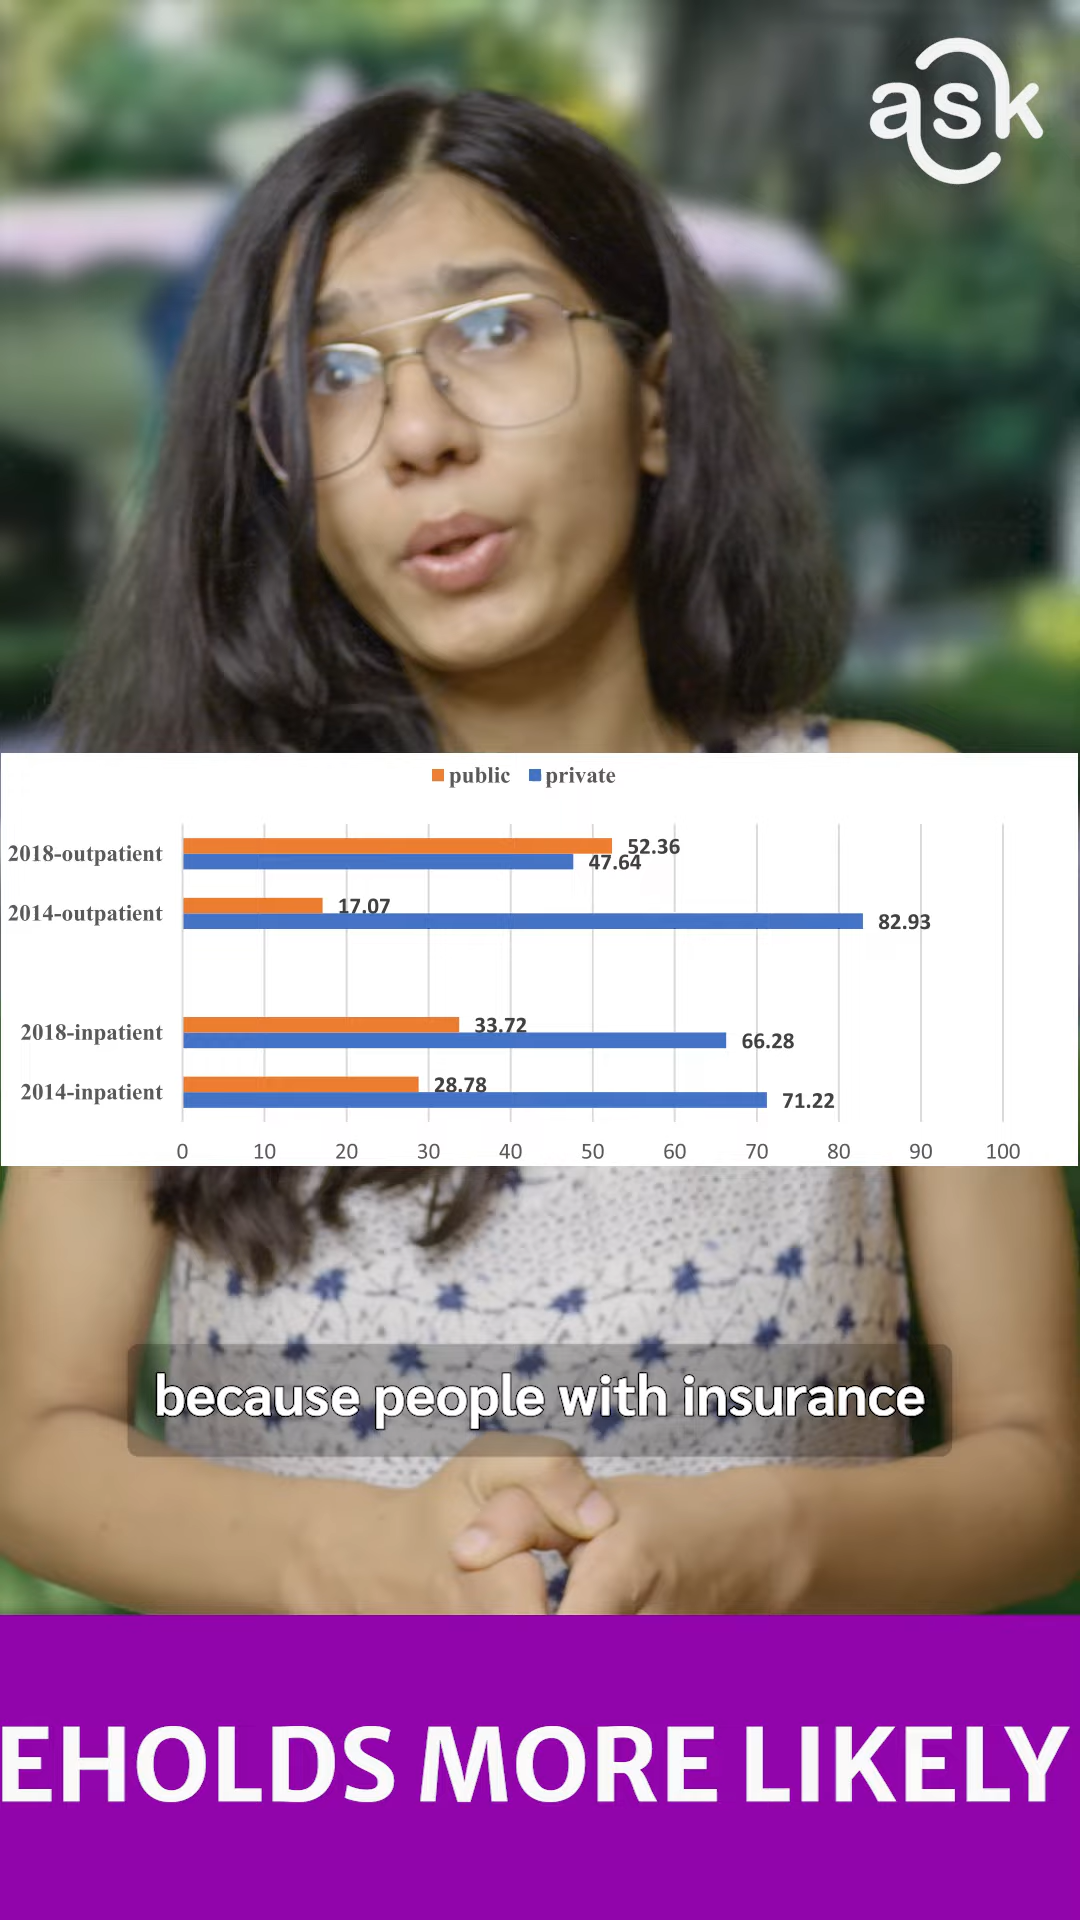 ask
public private
2018-outpatient 52.36
47.64
2014-outpatient 17.07
82.93
2018-inpatient 33.72
66.28
2014-inpatient 28.78
71.22
0 10 20 30 40 50 60 70 80 90 100
because people with insurance
EHOLDS MORE LIKELY